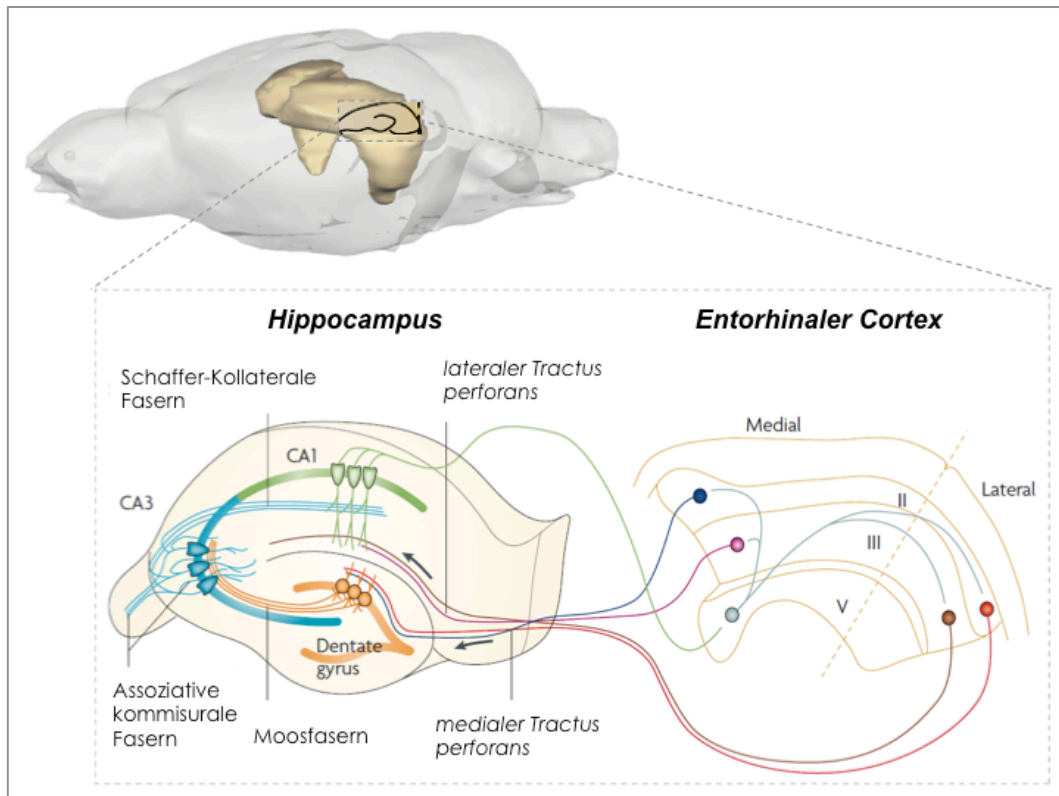 Hippocampus
Entorhinaler Cortex
Schaffer-Kollaterale
Fasern
lateraler Tractus
perforans
Medial
CA1
CA3
II
Lateral
III
V
Dentate
gyrus
Assoziative
kommisurale
Fasern
Moosfasern
medialer Tractus
perforans